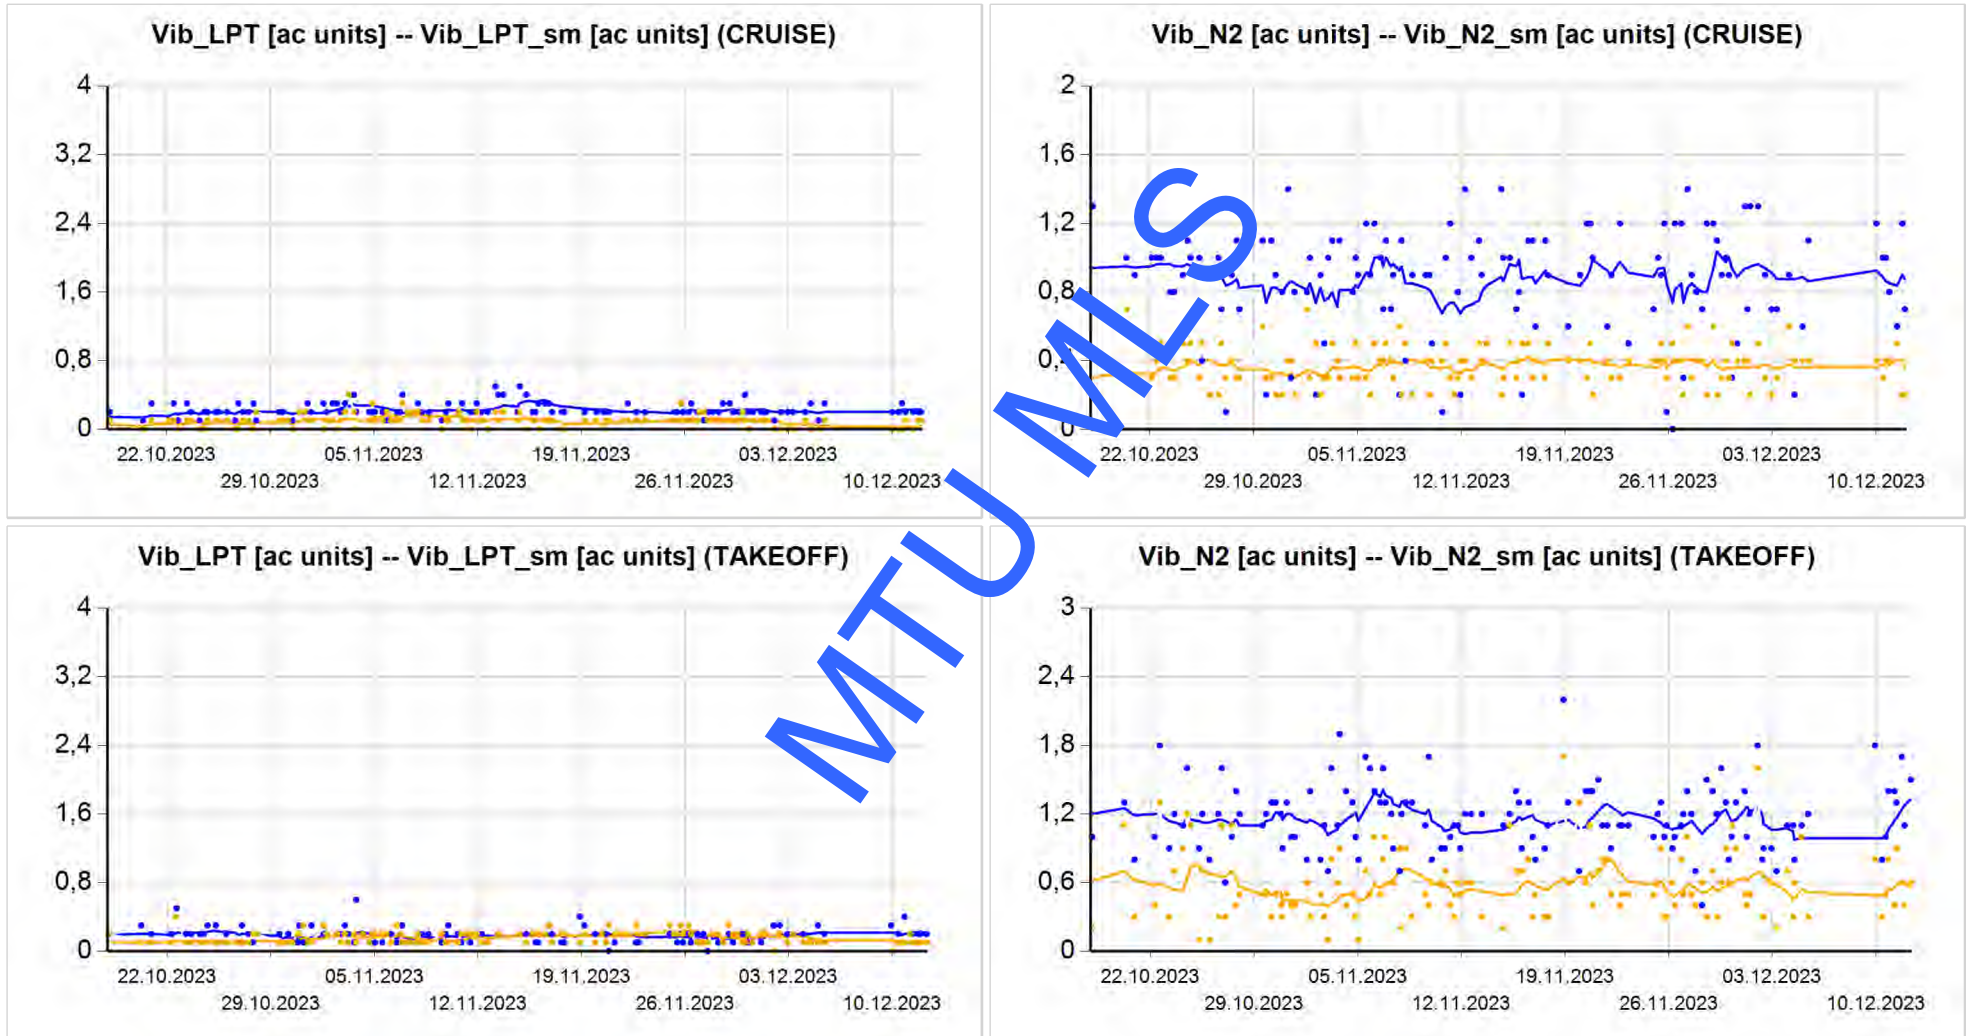 Vib_LPT [ac units] -- Vib_LPT_sm [ac units] (CRUISE)
4
3,2
2,4
1,6
0,8
0
22.10.2023 05.11.2023 19.11.2023 03.12.2023
29.10.2023 12.11.2023 26.11.2023 10.12.2023
Vib_N2 [ac units] -- Vib_N2_sm [ac units] (CRUISE)
2
1,6
1,2
0,8
0
22.10.2023 05.11.2023 19.11.2023 03.12.2023
29.10.2023 12.11.2023 26.11.2023 10.12.2023
Vib_LPT [ac units] -- Vib_LPT_sm [ac units] (TAKEOFF)
4
3,2
2,4
1,6
0,8
0
22.10.2023 05.11.2023 19.11.2023 03.12.2023
29.10.2023 12.11.2023 26.11.2023 10.12.2023
Vib_N2 [ac units] -- Vib_N2_sm [ac units] (TAKEOFF)
3
2,4
1,8
1,2
0,6
0
22.10.2023 05.11.2023 19.11.2023 03.12.2023
29.10.2023 12.11.2023 26.11.2023 10.12.2023
MTU MLS